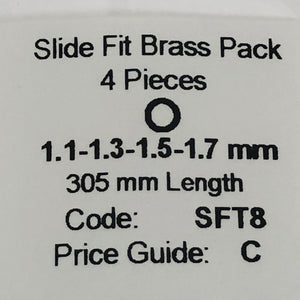 Slide Fit Brass Pack
4 Pieces
1.1-1.3-1.5-1.7 mm
305 mm Length
Code: SFT8
Price Guide: C